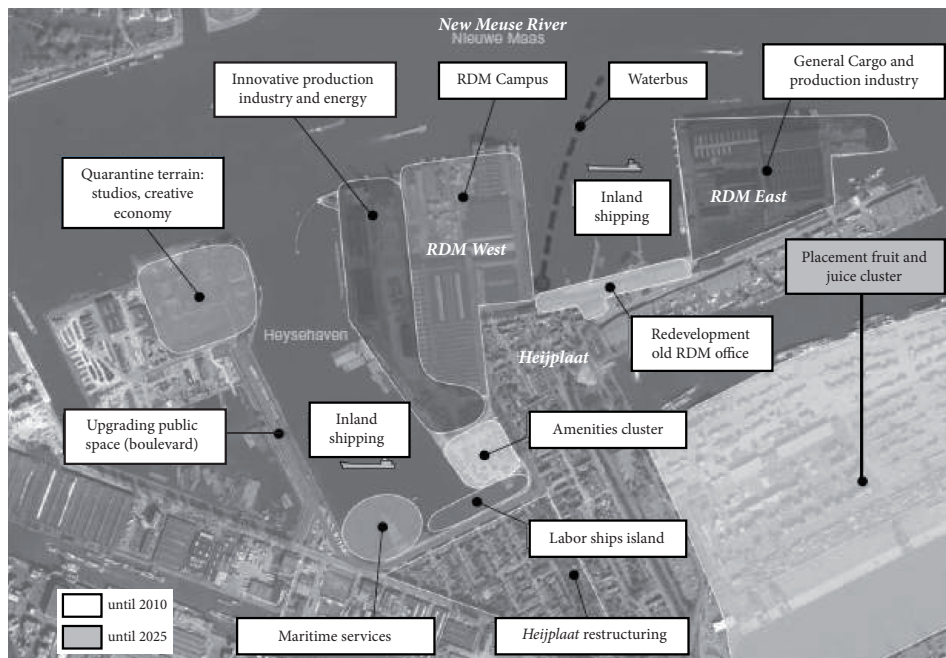 New Meuse River
Nieuwe Maas
Innovative production
industry and energy
RDM Campus
Waterbus
General Cargo and
production industry
Quarantine terrain:
studios, creative
economy
Inland
shipping
RDM East
RDM West
Placement fruit and
juice cluster
Heysehaven
Heijplaat
Redevelopment
old RDM office
Upgrading public
space (boulevard)
Inland
shipping
Amenities cluster
Labor ships island
until 2010
until 2025
Maritime services
Heijplaat restructuring